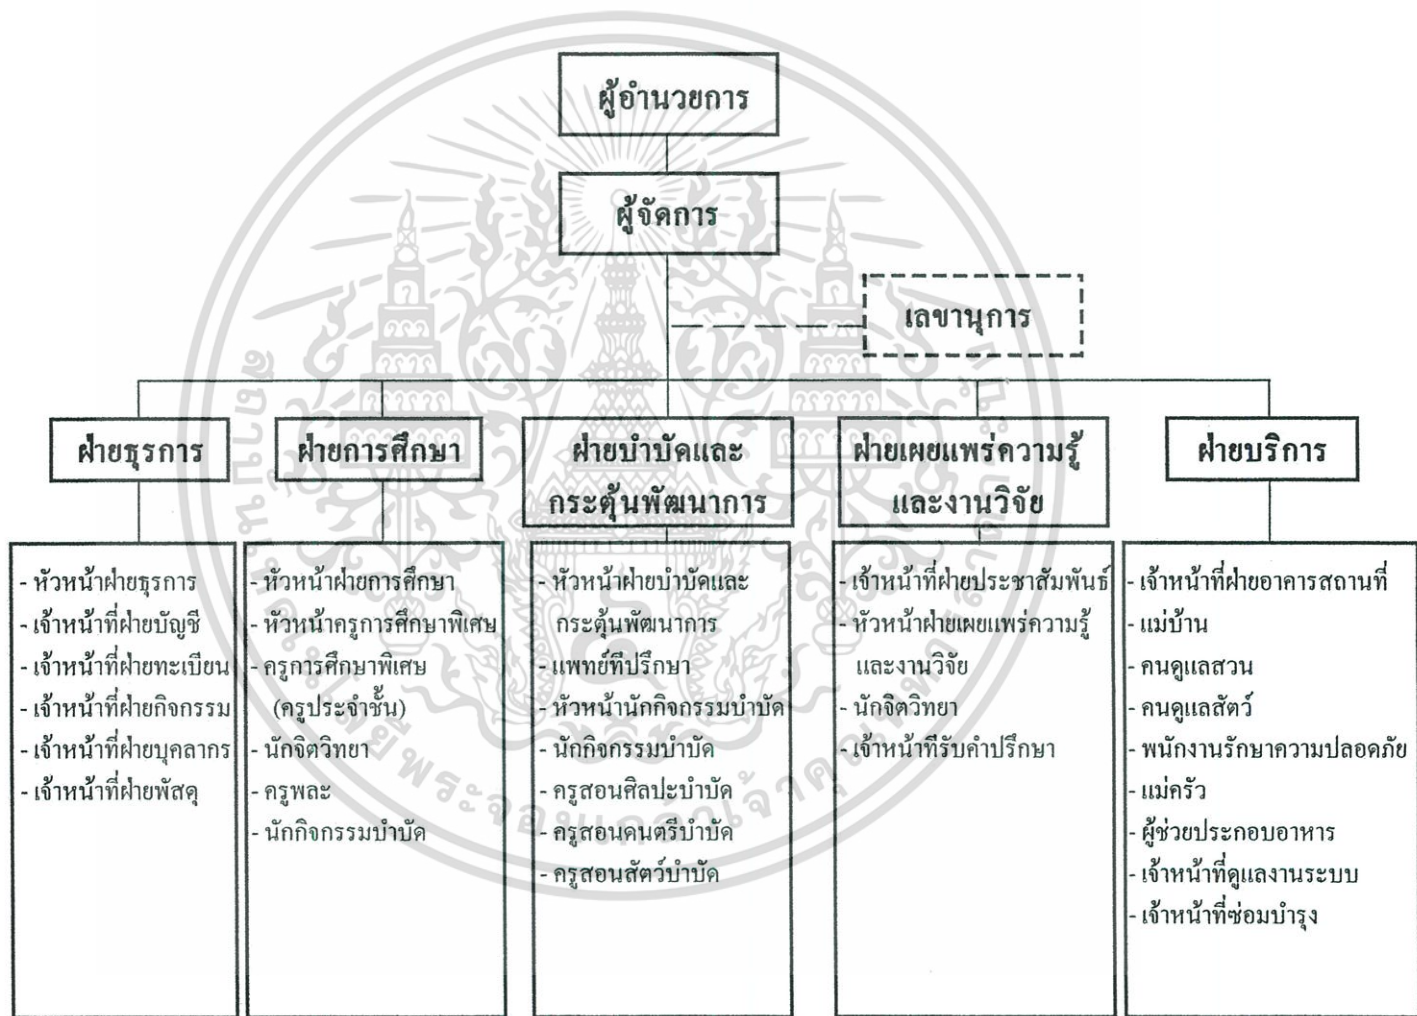 ผู้อำนวยการ
ผู้จัดการ
เลขานุการ
ฝ่ายธุรการ
- หัวหน้าฝ่ายธุรการ
- เจ้าหน้าที่ฝ่ายบัญชี
- เจ้าหน้าที่ฝ่ายทะเบียน
- เจ้าหน้าที่ฝ่ายกิจกรรม
- เจ้าหน้าที่ฝ่ายบุคลากร
- เจ้าหน้าที่ฝ่ายพัสดุ
ฝ่ายการศึกษา
- หัวหน้าฝ่ายการศึกษา
- หัวหน้าครูการศึกษาพิเศษ
- ครูการศึกษาพิเศษ
(ครูประจำชั้น)
- นักจิตวิทยา
- ครูพละ
- นักกิจกรรมบำบัด
ฝ่ายบำบัดและ
กระตุ้นพัฒนาการ
- หัวหน้าฝ่ายบำบัดและ
กระตุ้นพัฒนาการ
- แพทย์ที่ปรึกษา
- หัวหน้านักกิจกรรมบำบัด
- นักกิจกรรมบำบัด
- ครูสอนศิลปะบำบัด
- ครูสอนดนตรีบำบัด
- ครูสอนสัตว์บำบัด
ฝ่ายเผยแพร่ความรู้
และงานวิจัย
- เจ้าหน้าที่ฝ่ายประชาสัมพันธ์
- หัวหน้าฝ่ายเผยแพร่ความรู้
และงานวิจัย
- นักจิตวิทยา
- เจ้าหน้าที่รับคำปรึกษา
ฝ่ายบริการ
- เจ้าหน้าที่ฝ่ายอาคารสถานที่
- แม่บ้าน
- คนดูแลสวน
- คนดูแลสัตว์
- พนักงานรักษาความปลอดภัย
- แม่ครัว
- ผู้ช่วยประกอบอาหาร
- เจ้าหน้าที่ดูแลงานระบบ
- เจ้าหน้าที่ซ่อมบำรุง